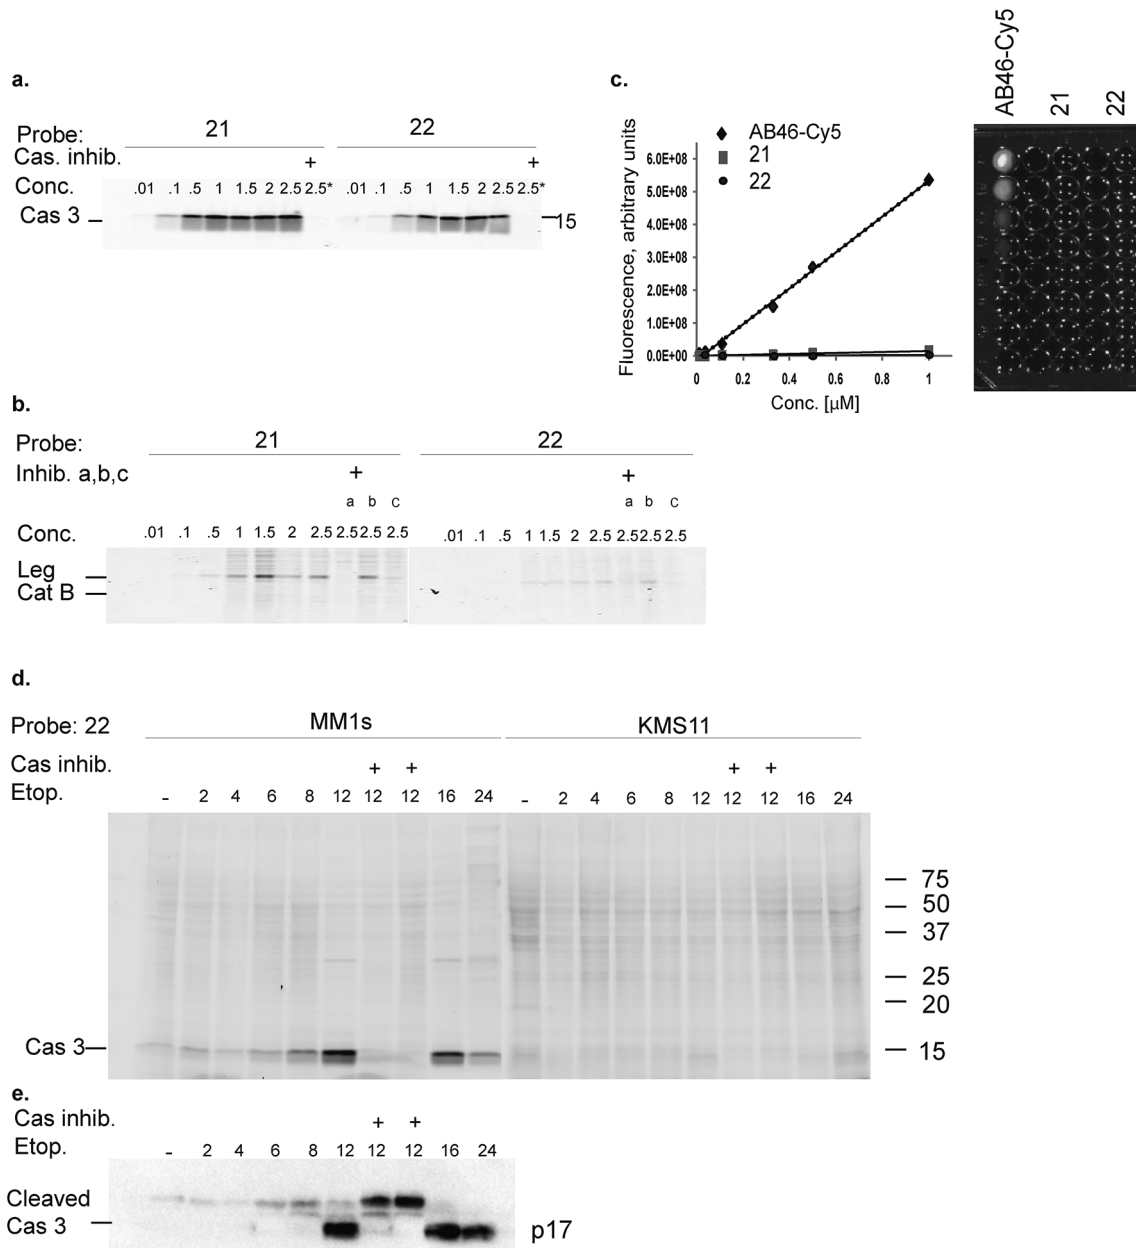 a.
Probe: 21 22
Cas. inhib. + +
Conc. .01 .1 .5 1 1.5 2 2.5 2.5* .01 .1 .5 1 1.5 2 2.5 2.5*
Cas 3 15
c.
AB46-Cy5 21 22
AB46-Cy5
21
22
Fluorescence, arbitrary units
6.0E+08
5.0E+08
4.0E+08
3.0E+08
2.0E+08
1.0E+08
0.0E+00
0 0.2 0.4 0.6 0.8 1
Conc. [µM]
b.
Probe: 21 22
Inhib. a,b,c + +
a b c a b c
Conc. .01 .1 .5 1 1.5 2 2.5 2.5 2.5 2.5 .01 .1 .5 1 1.5 2 2.5 2.5 2.5 2.5
Leg
Cat B
d.
Probe: 22 MM1s KMS11
Cas inhib. + + + +
Etop. - 2 4 6 8 12 12 12 16 24 - 2 4 6 8 12 12 12 16 24
75
50
37
25
20
Cas 3 15
e.
Cas inhib. + +
Etop. - 2 4 6 8 12 12 12 16 24
Cleaved
Cas 3 p17